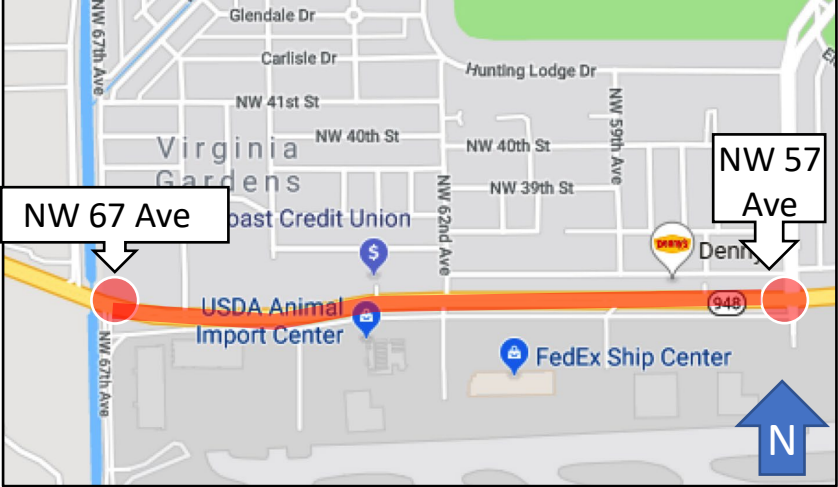 Glendale Dr
NW 67th Ave
Carlisle Dr
Hunting Lodge Dr
NW 41st St
NW 59th Ave
Virginia
Gardens
NW 40th St
NW 40th St
NW 57
Ave
NW 39th St
NW 62nd Ave
NW 67 Ave
oast Credit Union
$
Denny's
Denny
948
USDA Animal
Import Center
NW 67th Ave
FedEx Ship Center
N